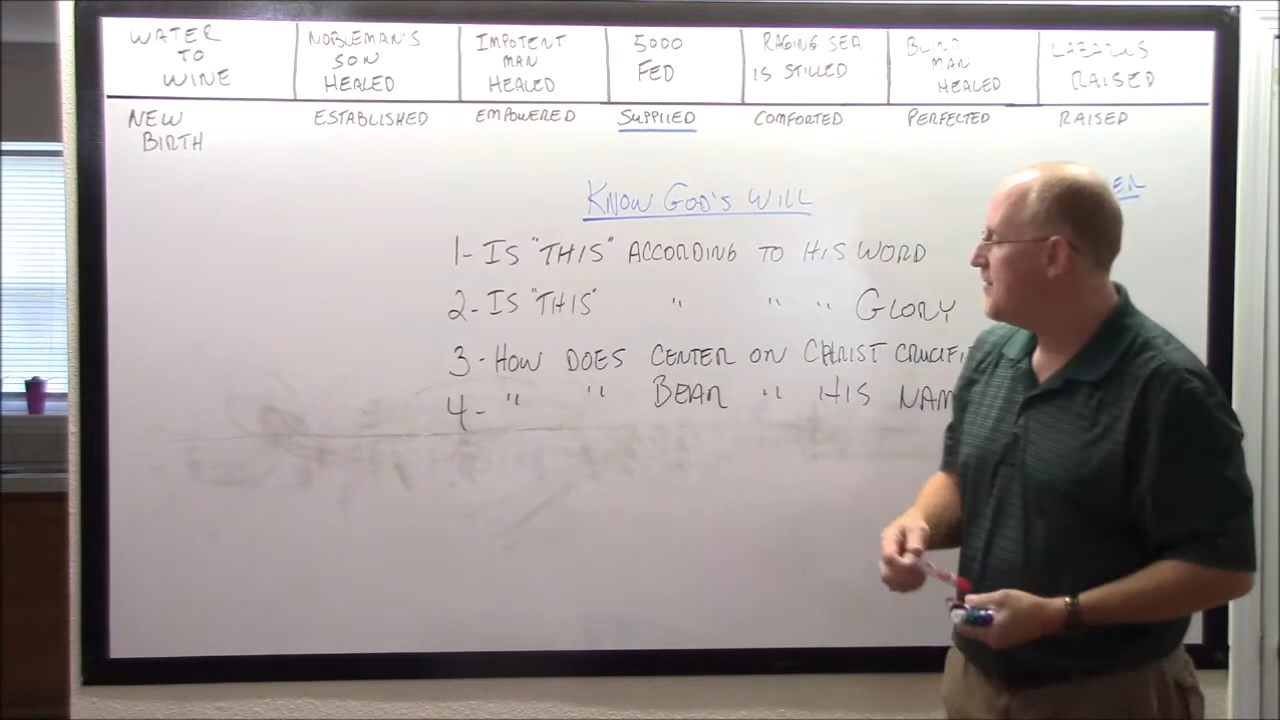 WATER
TO
WINE
NOBLEMAN'S
SON
HEALED
IMPOTENT
MAN
HEALED
5000
FED
RAGING SEA
IS STILLED
BLIND
MAN
HEALED
LAZARUS
RAISED
NEW
BIRTH
ESTABLISHED
EMPOWERED
SUPPLIED
COMFORTED
PERFECTED
RAISED
KNOW GOD'S WILL
1- IS "THIS" ACCORDING TO HIS WORD
2- IS "THIS" " " " GLORY
3 - HOW DOES CENTER ON CHRIST
4 - " " BEAR " HIS